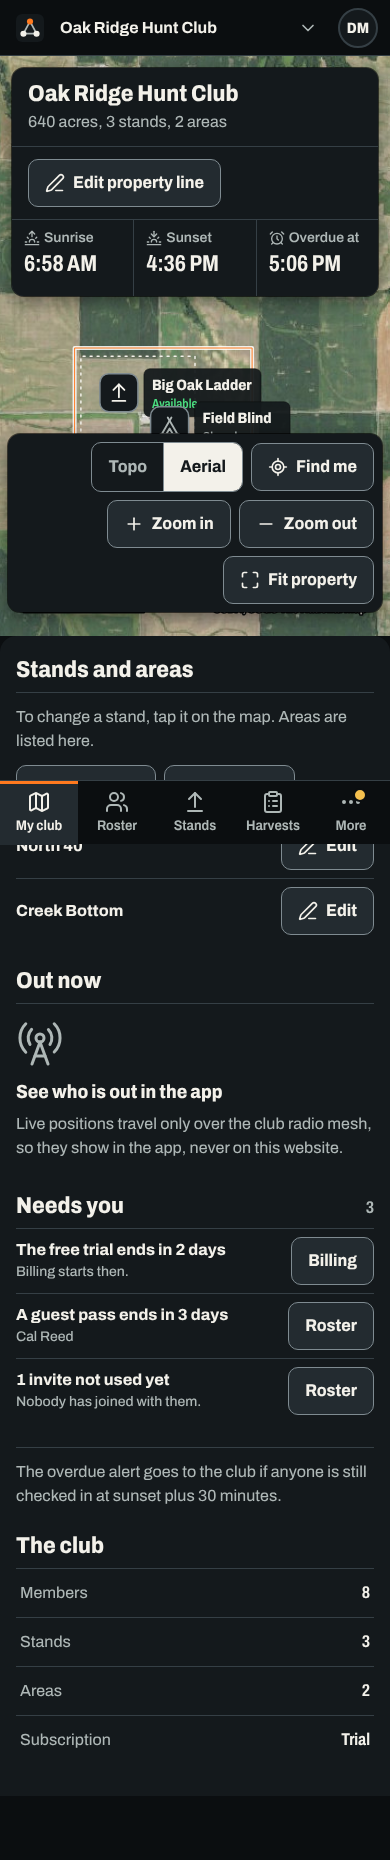 Oak Ridge Hunt Club
DM
Oak Ridge Hunt Club
640 acres, 3 stands, 2 areas
Edit property line
Sunrise
6:58 AM
Sunset
4:36 PM
Overdue at
5:06 PM
Big Oak Ladder
Available
Field Blind
Topo
Aerial
Find me
Zoom in
Zoom out
Fit property
Stands and areas
To change a stand, tap it on the map. Areas are
listed here.
My club
Roster
Stands
Harvests
More
North 40
Edit
Creek Bottom
Edit
Out now
See who is out in the app
Live positions travel only over the club radio mesh,
so they show in the app, never on this website.
Needs you
3
The free trial ends in 2 days
Billing starts then.
Billing
A guest pass ends in 3 days
Cal Reed
Roster
1 invite not used yet
Nobody has joined with them.
Roster
The overdue alert goes to the club if anyone is still
checked in at sunset plus 30 minutes.
The club
Members
8
Stands
3
Areas
2
Subscription
Trial